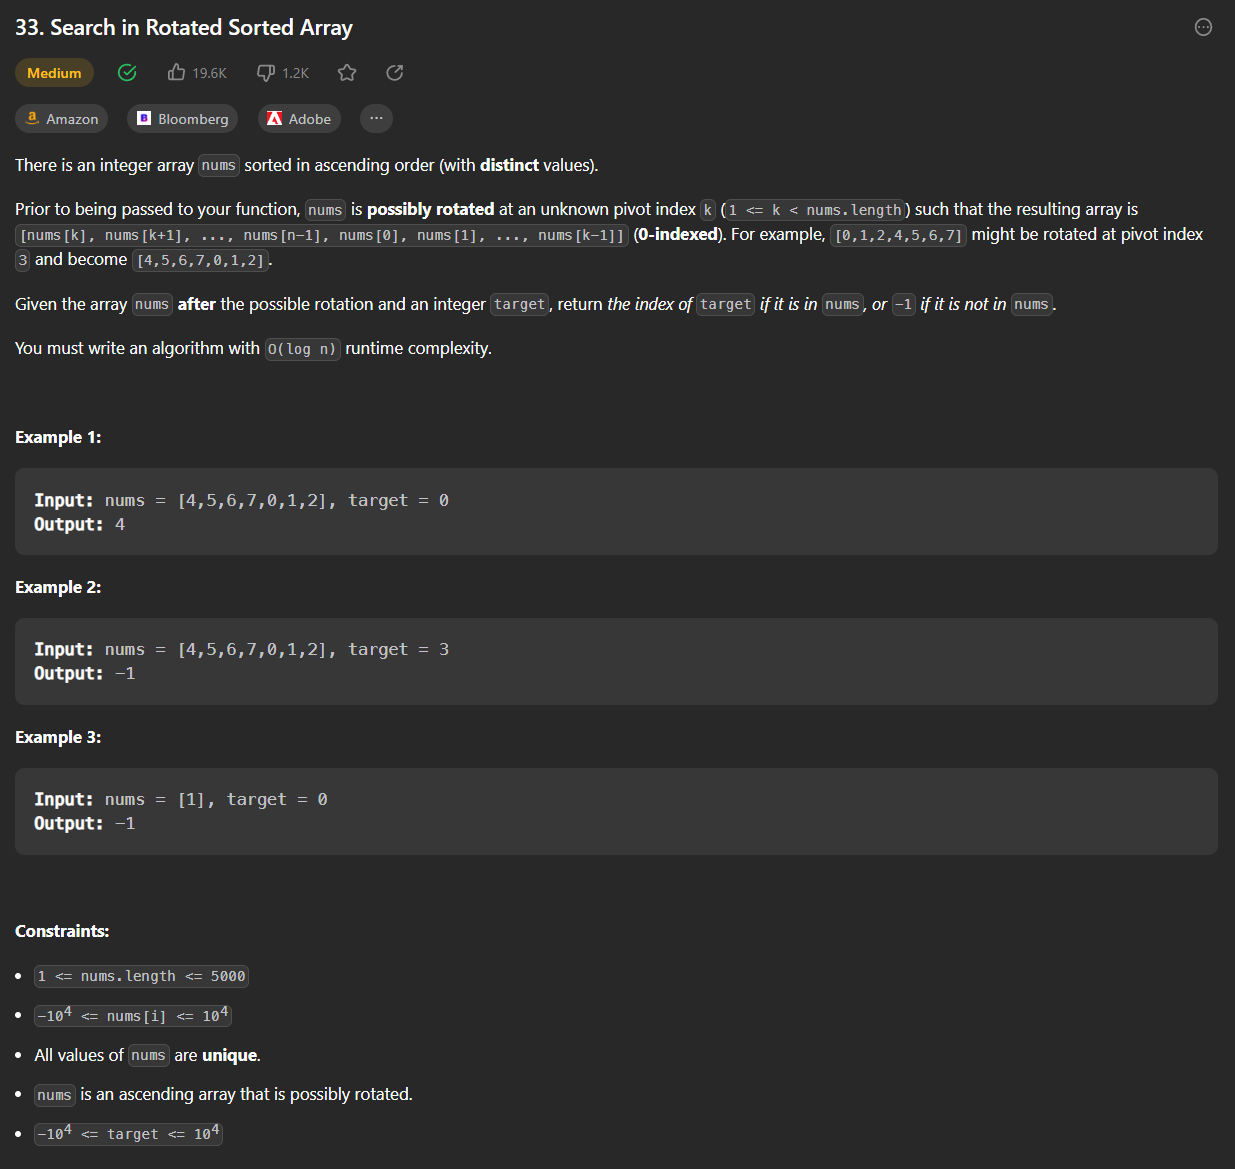 33. Search in Rotated Sorted Array
Medium 19.6K 1.2K
a Amazon B Bloomberg Adobe ...
There is an integer array nums sorted in ascending order (with distinct values).
Prior to being passed to your function, nums is possibly rotated at an unknown pivot index k (1 <= k < nums.length) such that the resulting array is
[nums[k], nums[k+1], ..., nums[n-1], nums[0], nums[1], ..., nums[k-1]] (0-indexed). For example, [0,1,2,4,5,6,7] might be rotated at pivot index
3 and become [4,5,6,7,0,1,2].
Given the array nums after the possible rotation and an integer target, return the index of target if it is in nums, or -1 if it is not in nums.
You must write an algorithm with O(log n) runtime complexity.
Example 1:
Input: nums = [4,5,6,7,0,1,2], target = 0
Output: 4
Example 2:
Input: nums = [4,5,6,7,0,1,2], target = 3
Output: -1
Example 3:
Input: nums = [1], target = 0
Output: -1
Constraints:
• 1 <= nums.length <= 5000
• -10⁴ <= nums[i] <= 10⁴
• All values of nums are unique.
• nums is an ascending array that is possibly rotated.
• -10⁴ <= target <= 10⁴